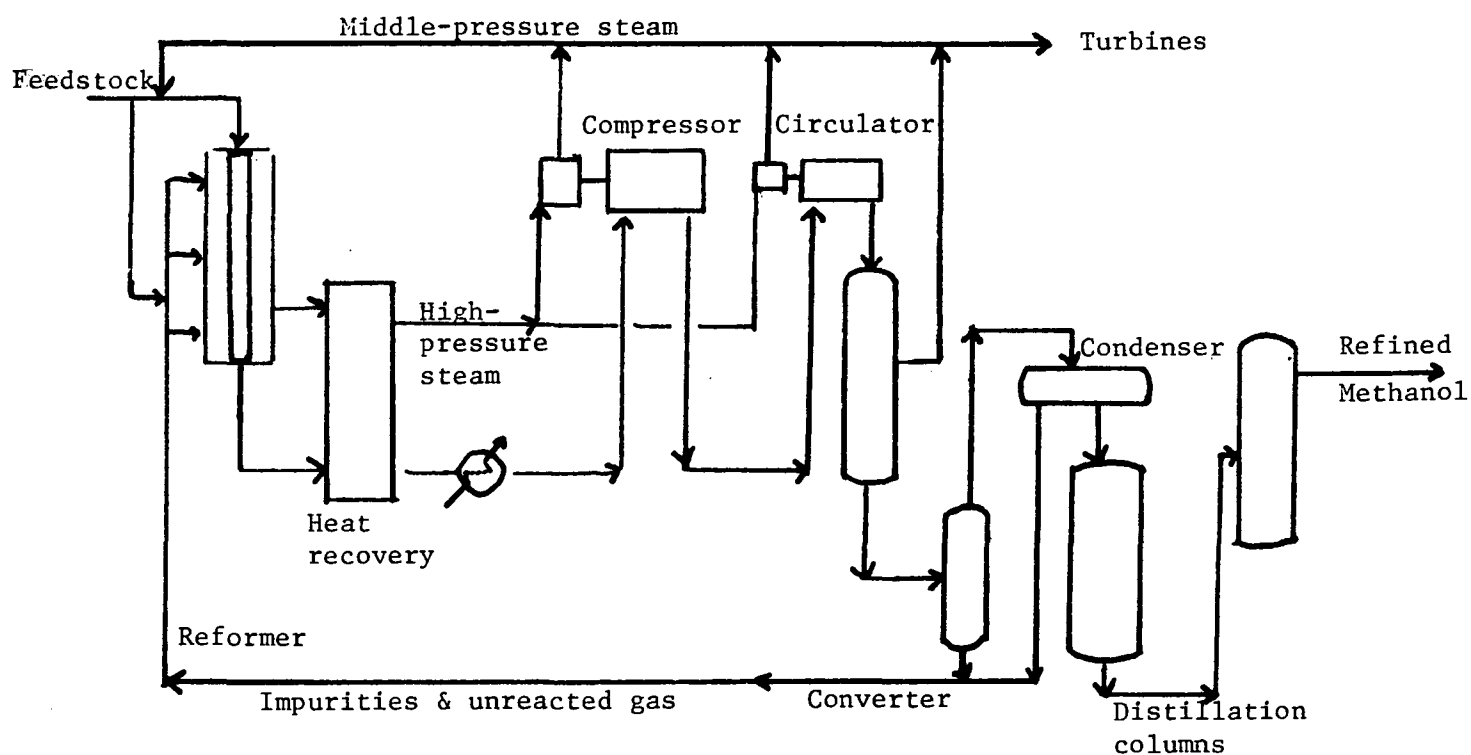 Middle-pressure steam
Turbines
Feedstock
Compressor
Circulator
High-
pressure
steam
Condenser
Refined
Methanol
Heat
recovery
Reformer
Impurities & unreacted gas
Converter
Distillation
columns